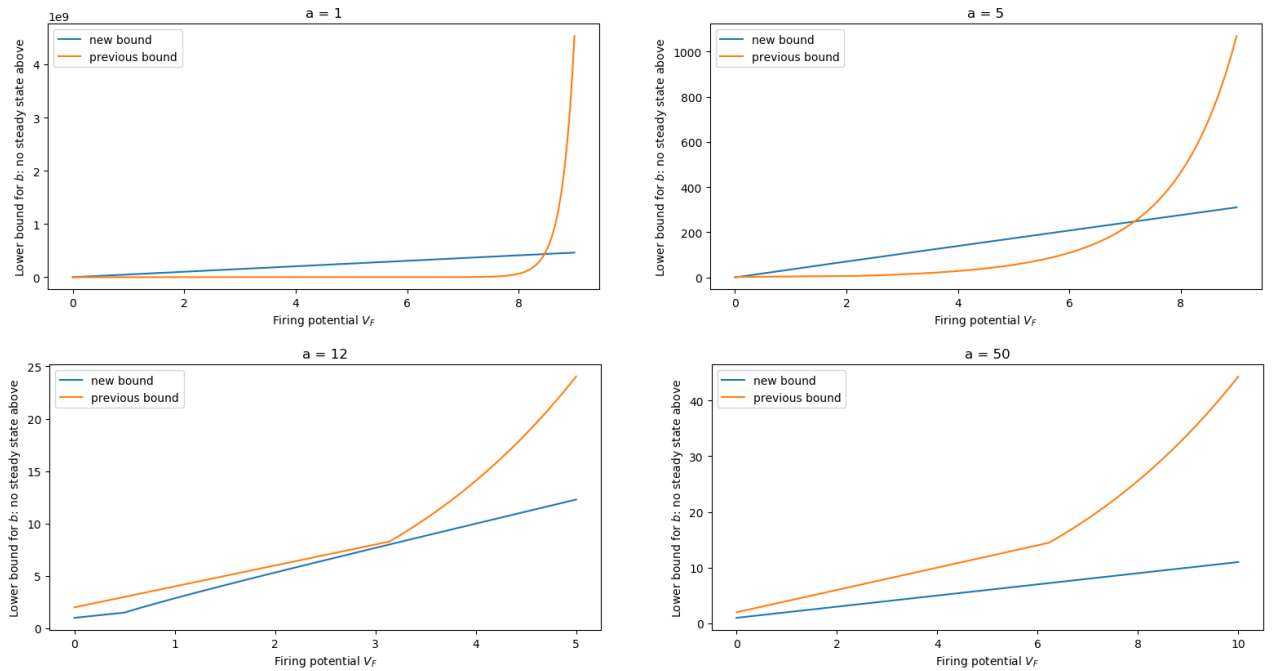 a = 1
1e9
new bound
previous bound
4
3
2
1
0
0 2 4 6 8
Firing potential V_F
Lower bound for b: no steady state above
a = 5
new bound
previous bound
1000
800
600
400
200
0
0 2 4 6 8
Firing potential V_F
Lower bound for b: no steady state above
a = 12
new bound
previous bound
25
20
15
10
5
0
0 1 2 3 4 5
Firing potential V_F
Lower bound for b: no steady state above
a = 50
new bound
previous bound
40
30
20
10
0
0 2 4 6 8 10
Firing potential V_F
Lower bound for b: no steady state above